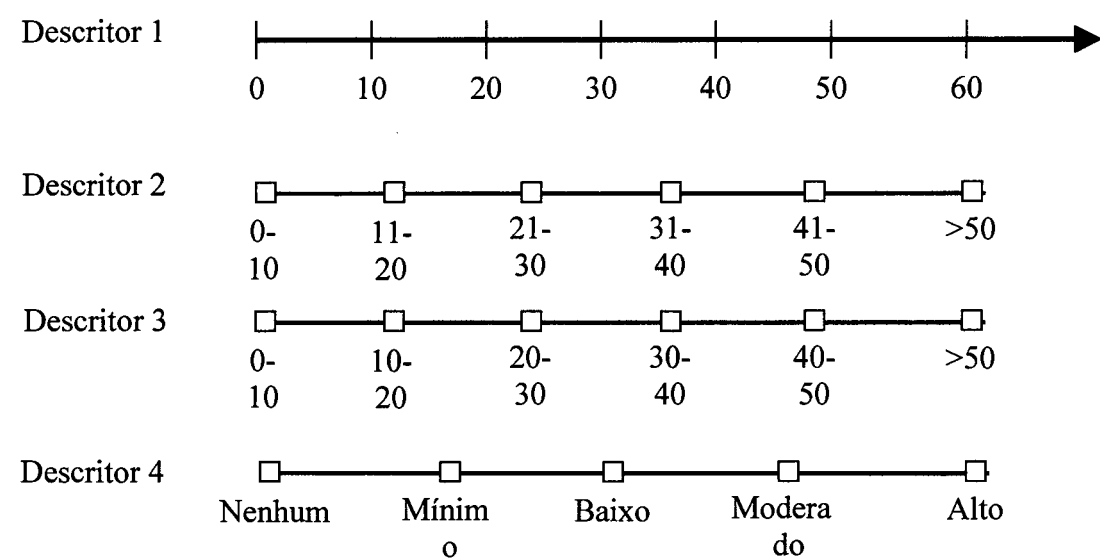 Descritor 1
0 10 20 30 40 50 60
Descritor 2
0- 11- 21- 31- 41- >50
10 20 30 40 50
Descritor 3
0- 10- 20- 30- 40- >50
10 20 30 40 50
Descritor 4
Nenhum Mínim Baixo Modera Alto
o do